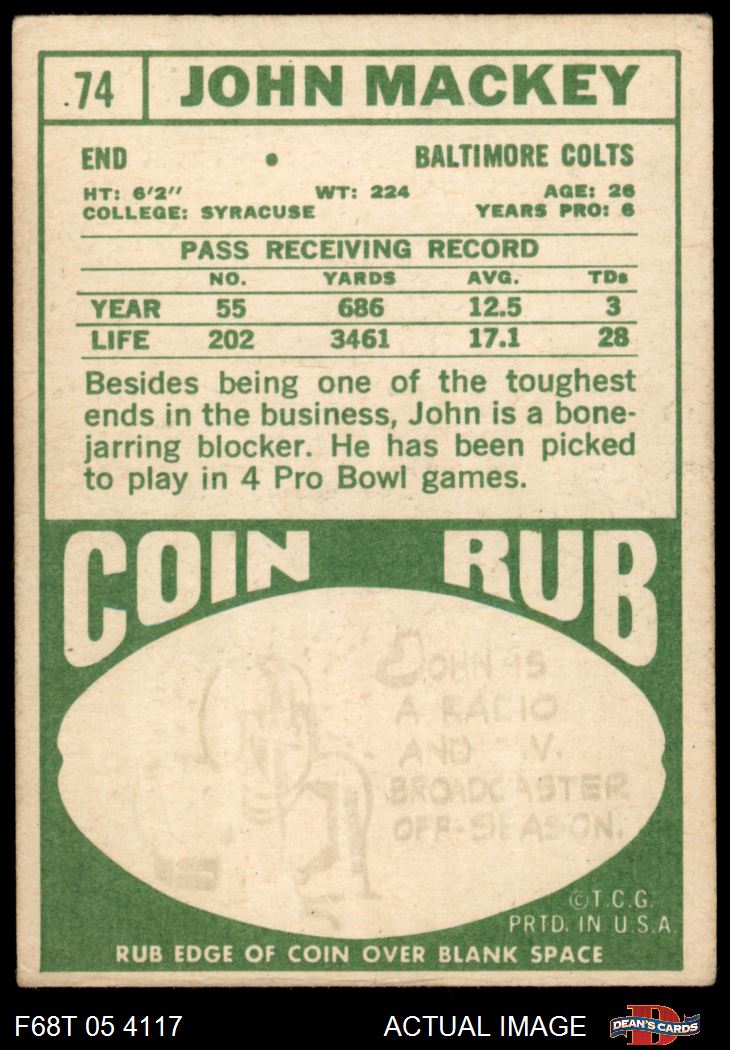 74 JOHN MACKEY
END • BALTIMORE COLTS
HT: 6'2" WT: 224 AGE: 26
COLLEGE: SYRACUSE YEARS PRO: 6
PASS RECEIVING RECORD
NO. YARDS AVG. TDs
YEAR 55 686 12.5 3
LIFE 202 3461 17.1 28
Besides being one of the toughest
ends in the business, John is a bone-
jarring blocker. He has been picked
to play in 4 Pro Bowl games.
COIN RUB
JOHN IS
A RADIO
AND T.V.
BROADCASTER
OFF-SEASON.
©T.C.G.
PRTD. IN U.S.A.
RUB EDGE OF COIN OVER BLANK SPACE
F68T 05 4117 ACTUAL IMAGE D DEAN'S CARDS